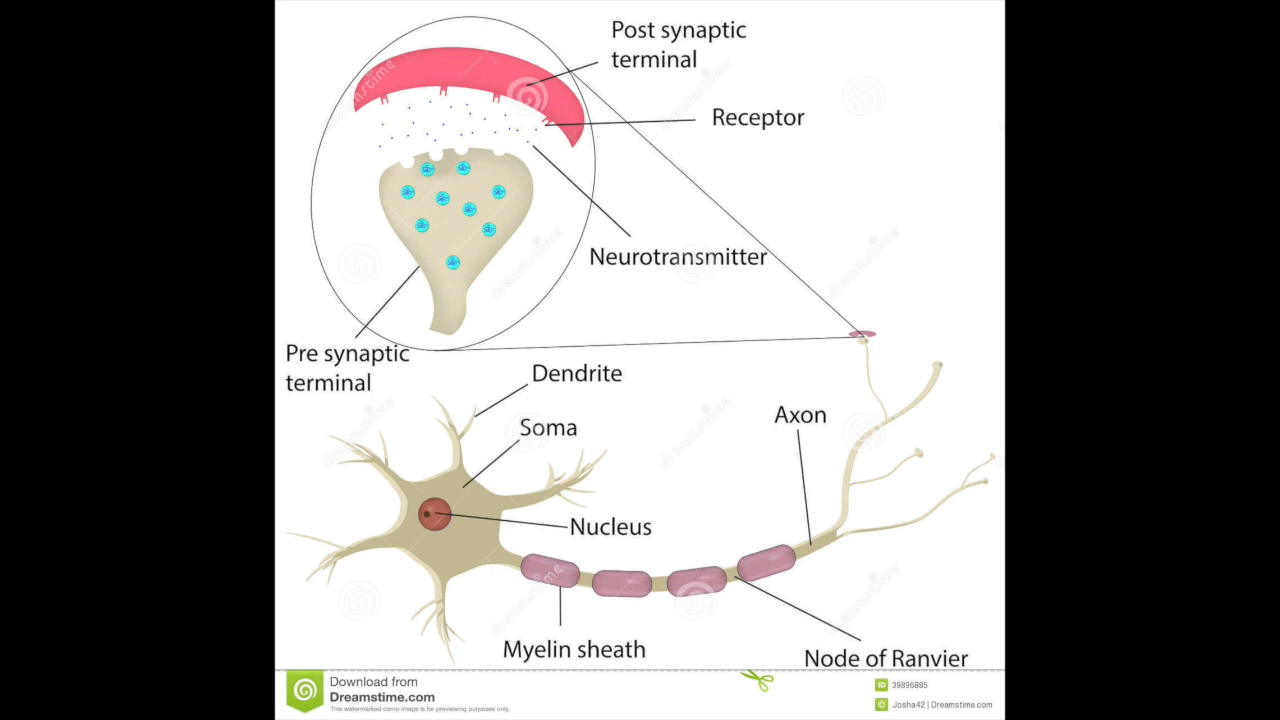 Post synaptic
terminal
Receptor
Neurotransmitter
Pre synaptic
terminal
Dendrite
Soma
Axon
Nucleus
Myelin sheath
Node of Ranvier
Download from
Dreamstime.com
This watermarked comp image is for previewing purposes only.
ID 39896885
© Josha42 | Dreamstime.com